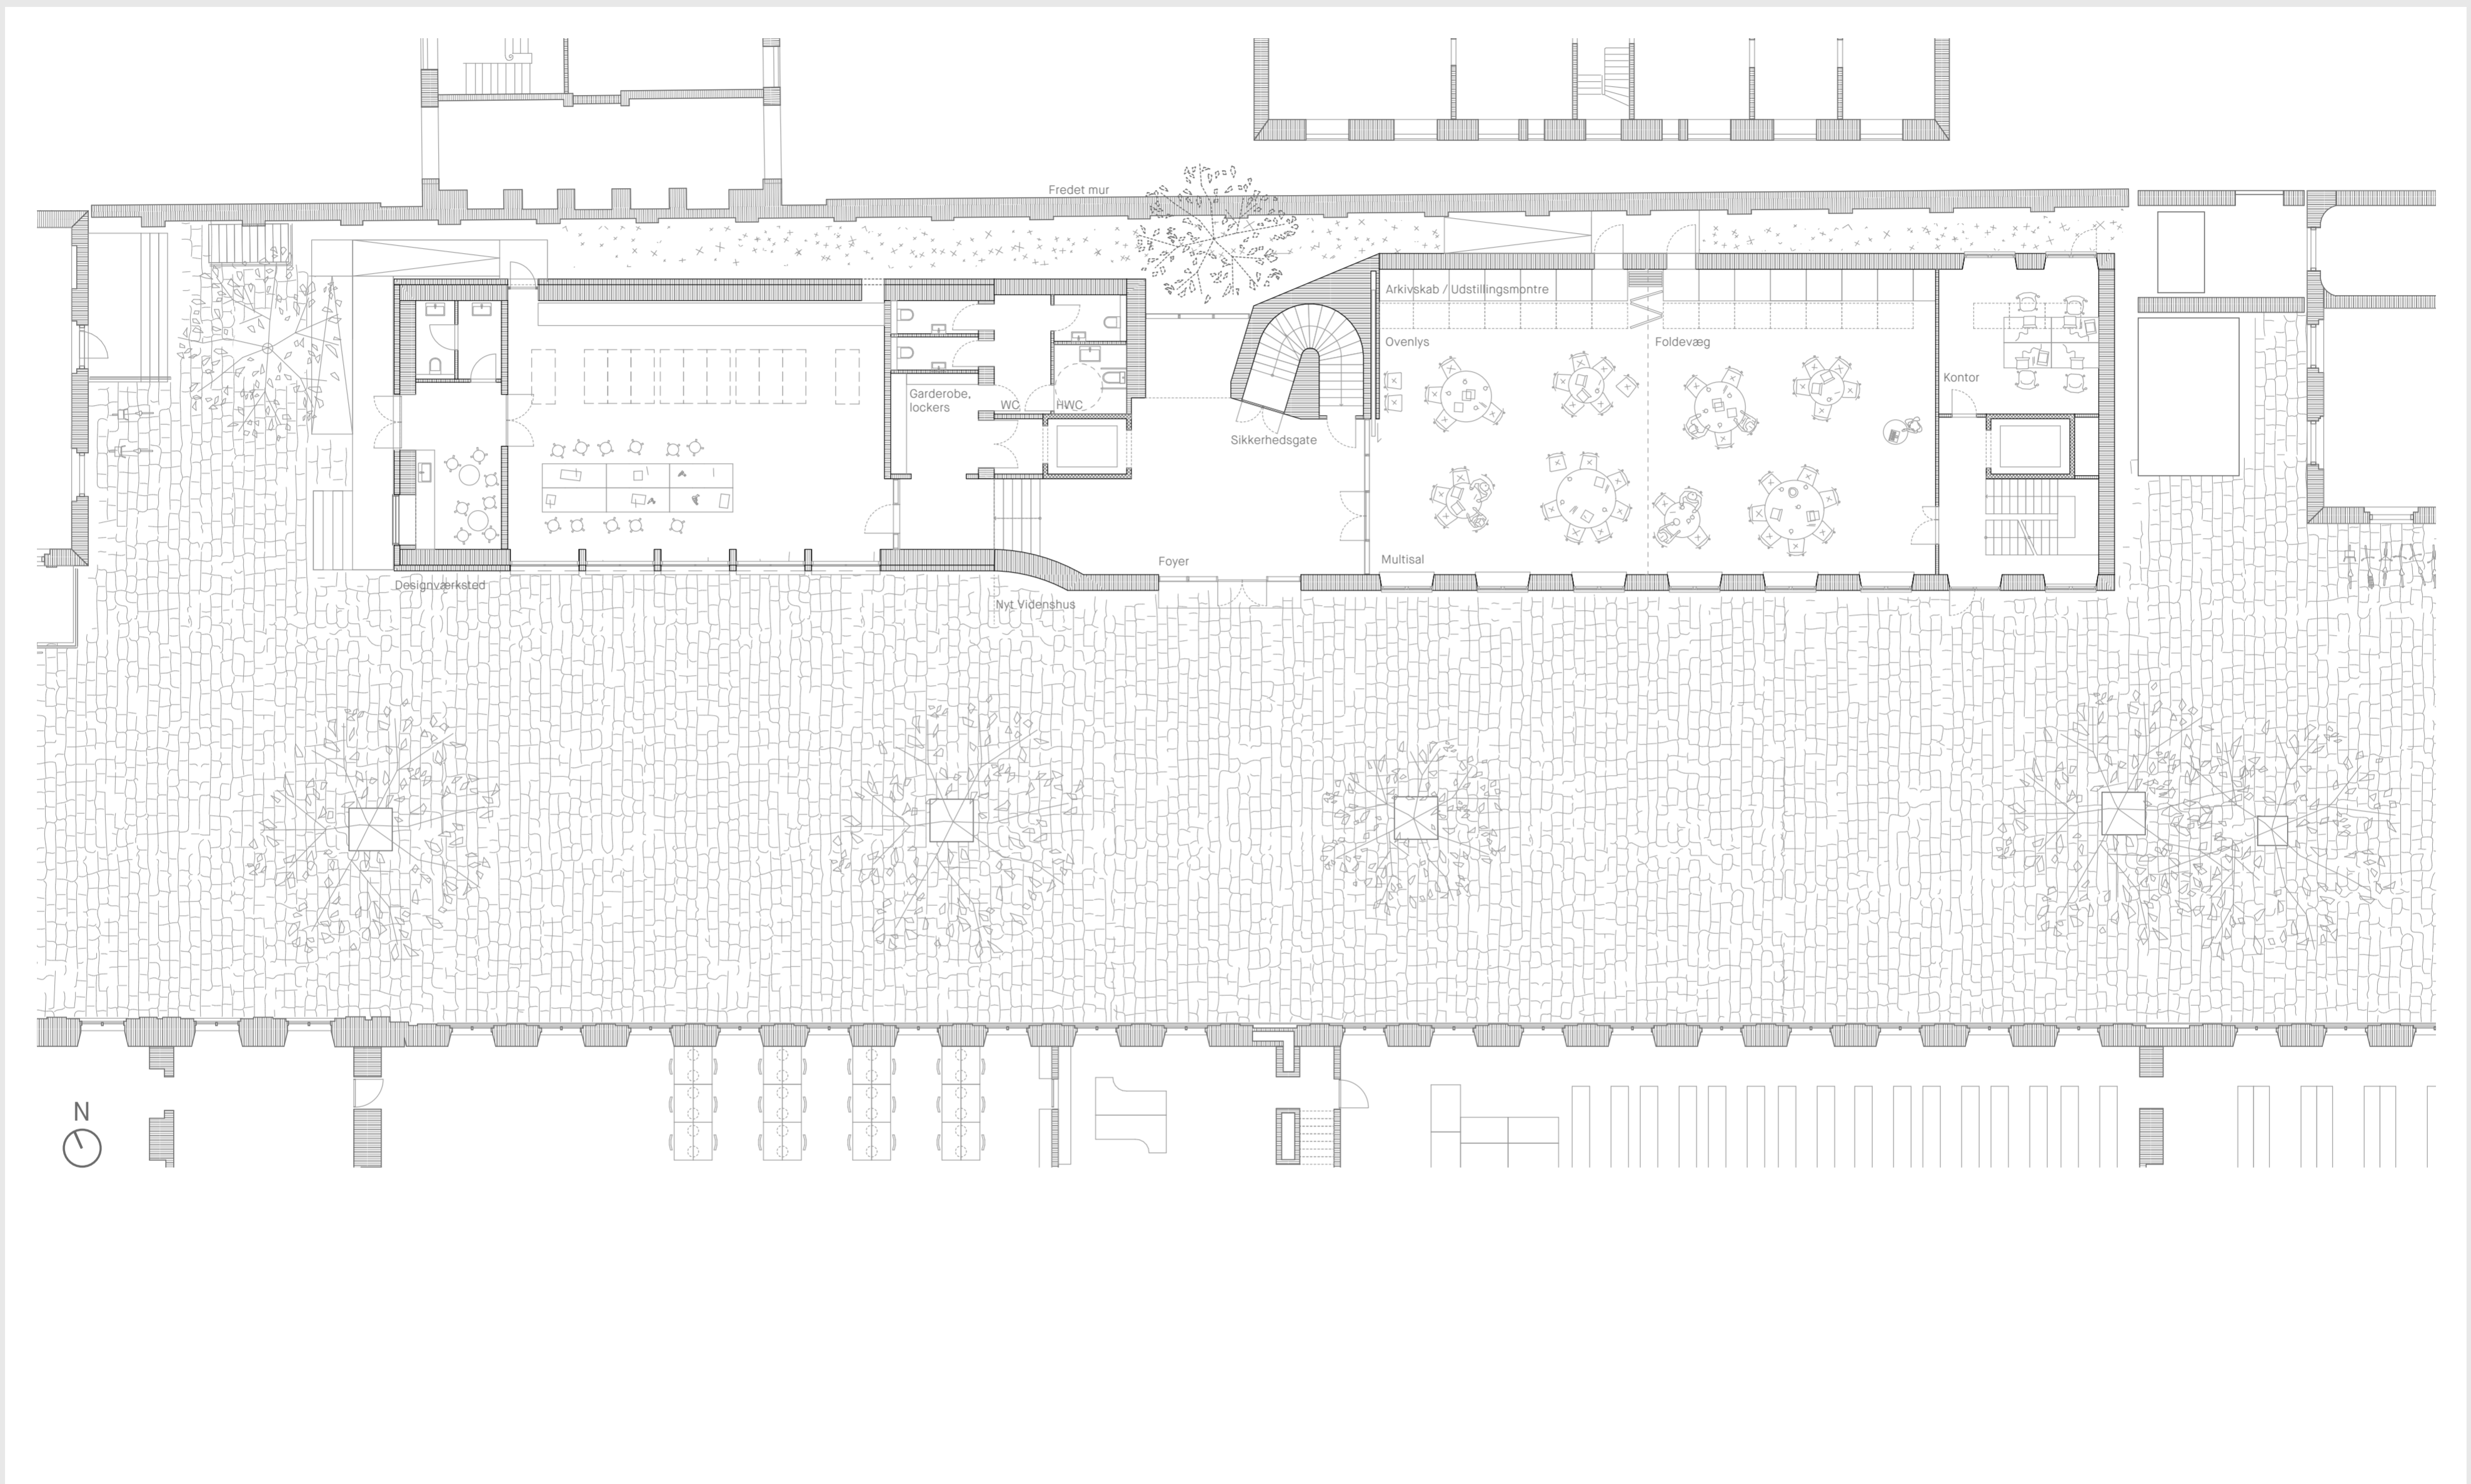 Fredet mur
Arkivskab / Udstillingsmontre
Ovenlys
Foldevæg
Kontor
Garderobe,
lockers
WC
HWC
Sikkerhedsgate
Foyer
Multisal
Designværksted
Nyt Videnshus
N